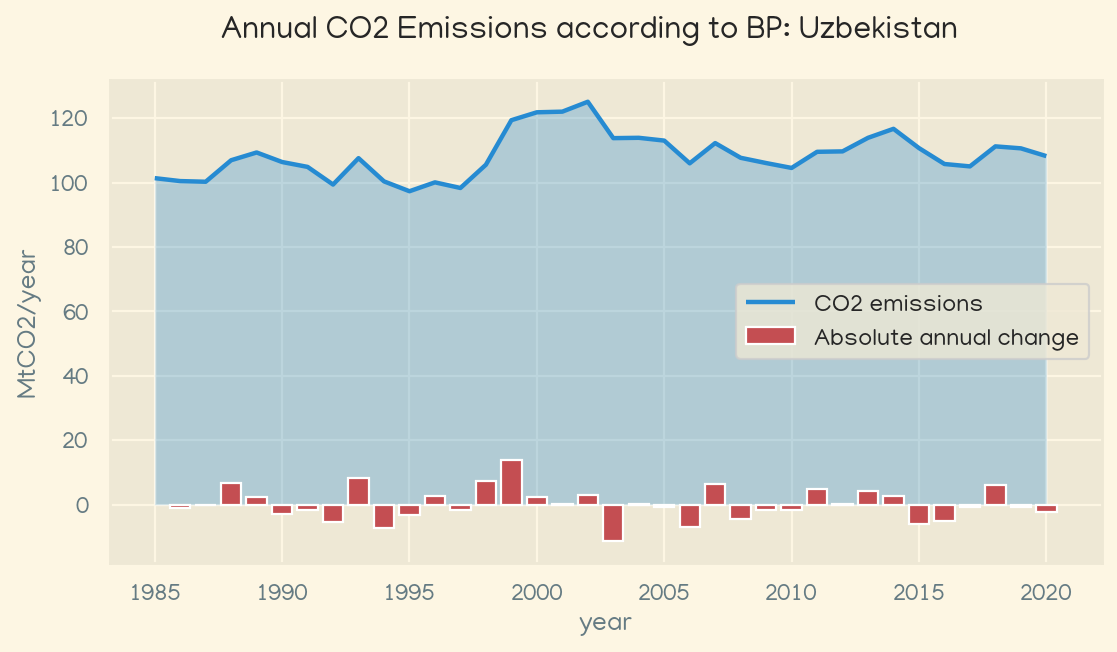 Annual CO2 Emissions according to BP: Uzbekistan
MtCO2/year
120
100
80
60
40
20
0
CO2 emissions
Absolute annual change
1985 1990 1995 2000 2005 2010 2015 2020
year